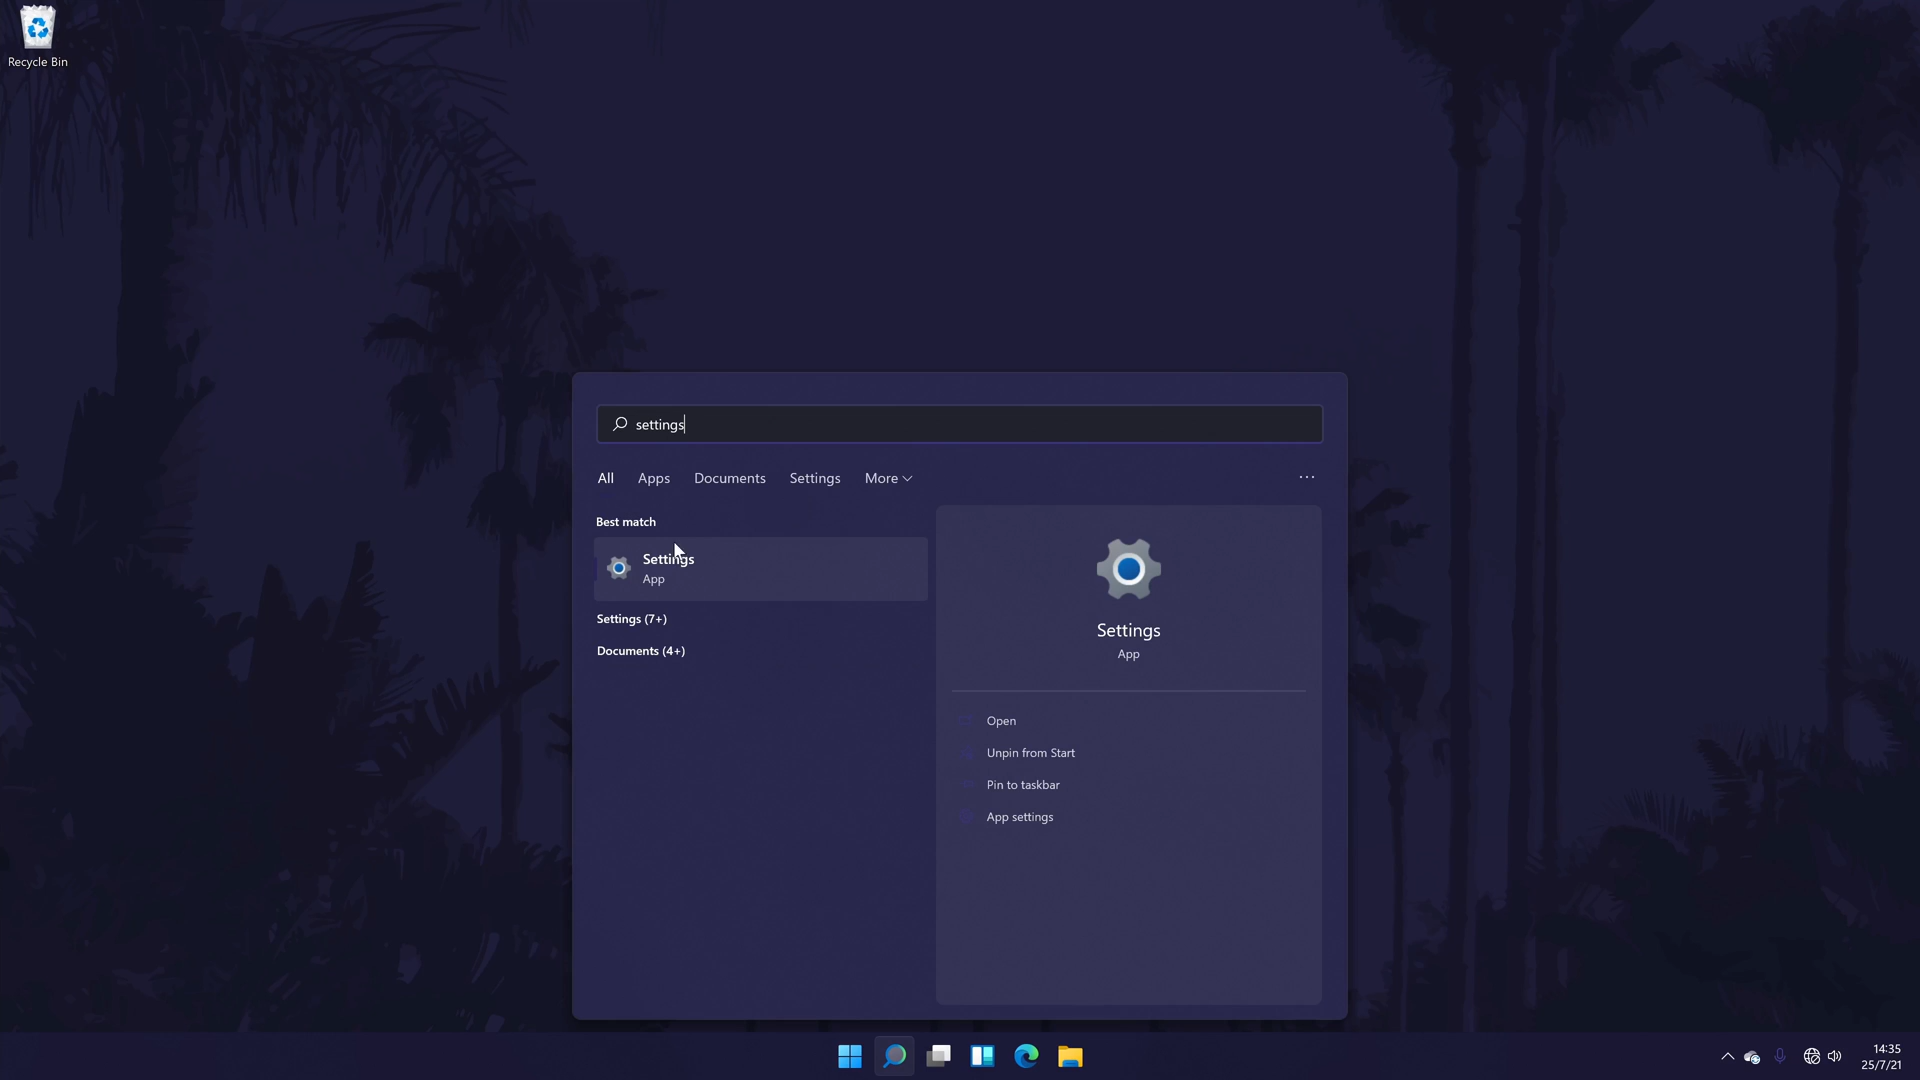 Recycle Bin
settings
All Apps Documents Settings More
Best match
Settings
App
Settings (7+)
Documents (4+)
Settings
App
Open
Unpin from Start
Pin to taskbar
App settings
14:35
25/7/21